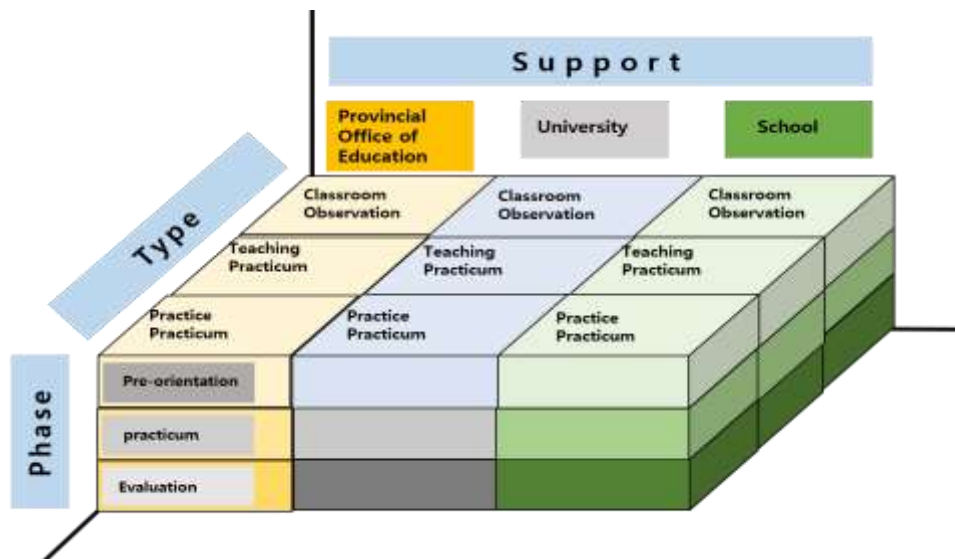 Support
Provincial
Office of
Education
University
School
Type
Classroom
Observation
Classroom
Observation
Classroom
Observation
Teaching
Practicum
Teaching
Practicum
Teaching
Practicum
Practice
Practicum
Practice
Practicum
Practice
Practicum
Phase
Pre-orientation
practicum
Evaluation